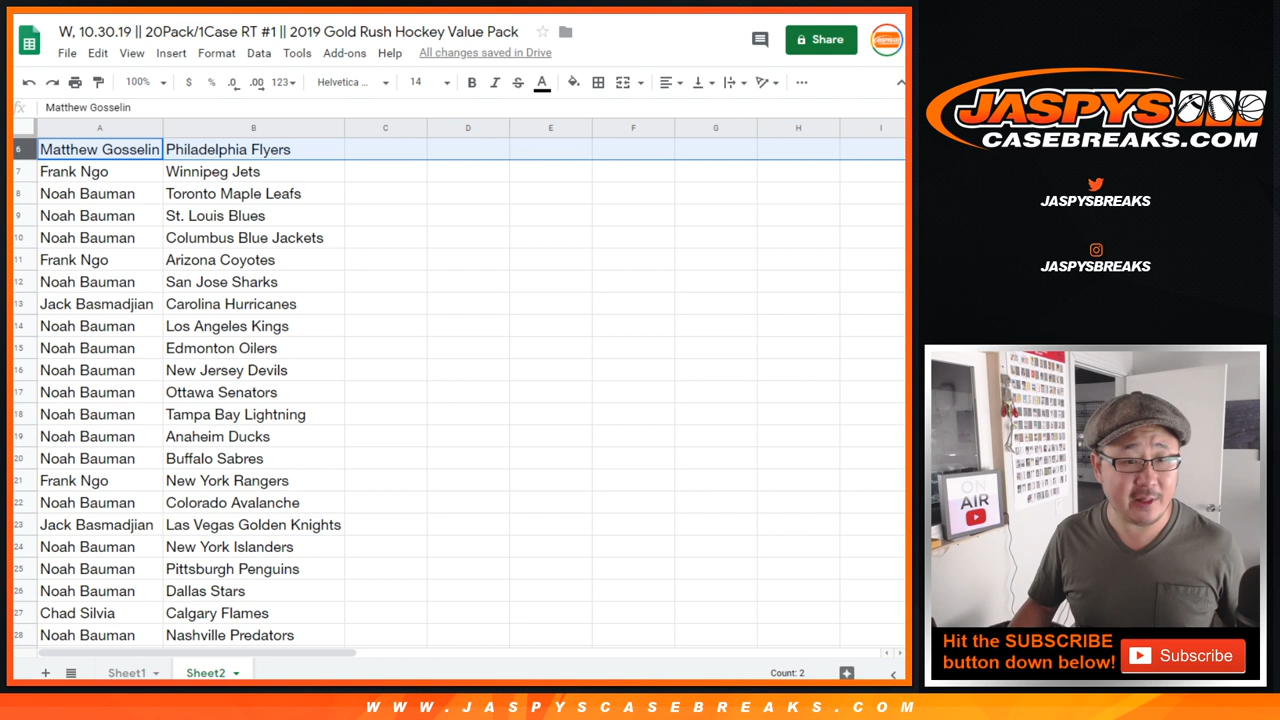 W, 10.30.19 || 20Pack/1Case RT #1 || 2019 Gold Rush Hockey Value Pack
Share
File Edit View Insert Format Data Tools Add-ons Help All changes saved in Drive
100% $ % .0 .00 123 Helvetica ... 14 B I S A
fx Matthew Gosselin
A B C D E F G H I
6 Matthew Gosselin Philadelphia Flyers
7 Frank Ngo Winnipeg Jets
8 Noah Bauman Toronto Maple Leafs
9 Noah Bauman St. Louis Blues
10 Noah Bauman Columbus Blue Jackets
11 Frank Ngo Arizona Coyotes
12 Noah Bauman San Jose Sharks
13 Jack Basmadjian Carolina Hurricanes
14 Noah Bauman Los Angeles Kings
15 Noah Bauman Edmonton Oilers
16 Noah Bauman New Jersey Devils
17 Noah Bauman Ottawa Senators
18 Noah Bauman Tampa Bay Lightning
19 Noah Bauman Anaheim Ducks
20 Noah Bauman Buffalo Sabres
21 Frank Ngo New York Rangers
22 Noah Bauman Colorado Avalanche
23 Jack Basmadjian Las Vegas Golden Knights
24 Noah Bauman New York Islanders
25 Noah Bauman Pittsburgh Penguins
26 Noah Bauman Dallas Stars
27 Chad Silvia Calgary Flames
28 Noah Bauman Nashville Predators
Sheet1 Sheet2 Count: 2
JASPYS
CASEBREAKS.COM
JASPYSBREAKS
JASPYSBREAKS
ON
AIR
Hit the SUBSCRIBE
button down below!
Subscribe
WWW.JASPYSCASEBREAKS.COM